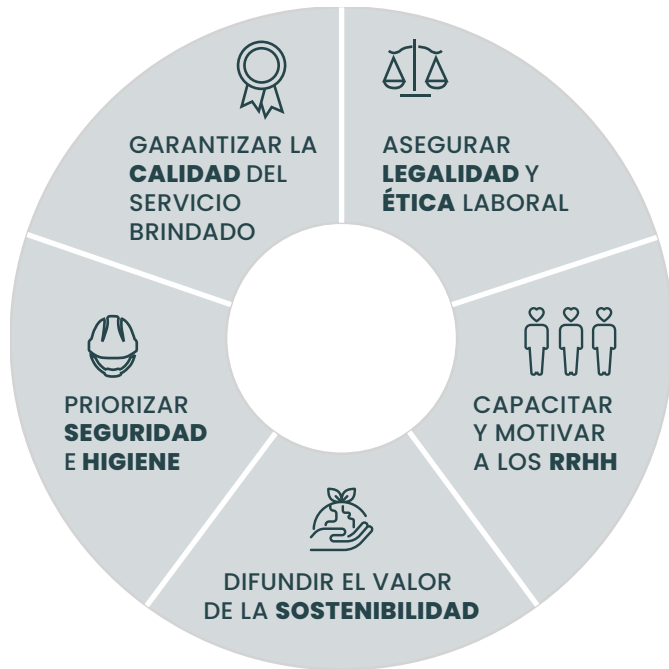 GARANTIZAR LA
CALIDAD DEL
SERVICIO
BRINDADO
ASEGURAR
LEGALIDAD Y
ÉTICA LABORAL
PRIORIZAR
SEGURIDAD
E HIGIENE
CAPACITAR
Y MOTIVAR
A LOS RRHH
DIFUNDIR EL VALOR
DE LA SOSTENIBILIDAD